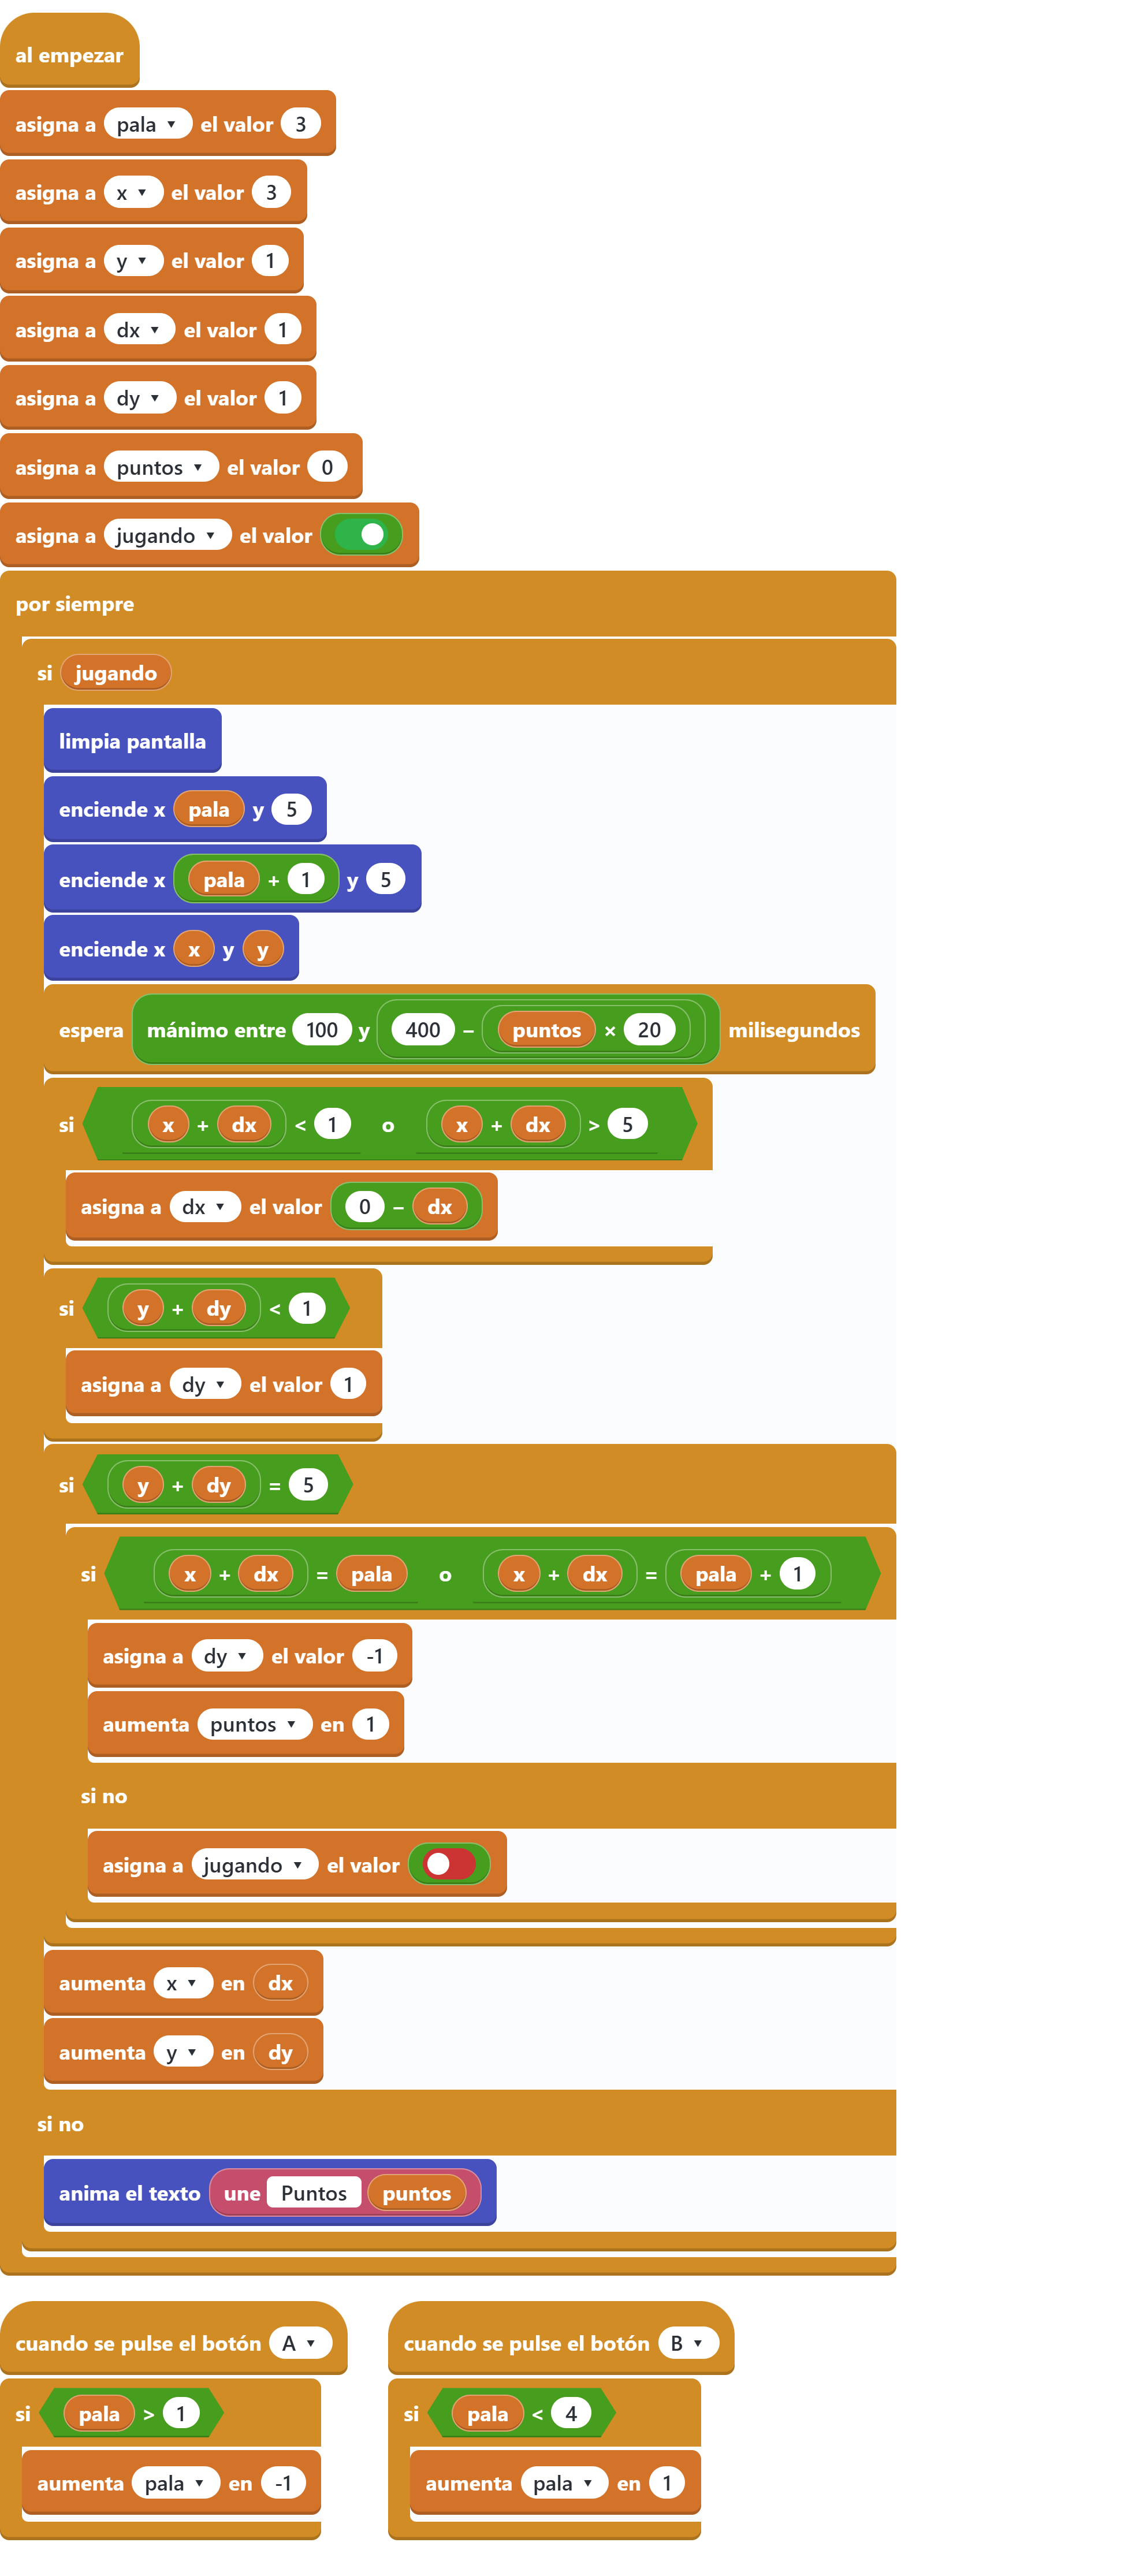 al empezar
asigna a pala el valor 3
asigna a x el valor 3
asigna a y el valor 1
asigna a dx el valor 1
asigna a dy el valor 1
asigna a puntos el valor 0
asigna a jugando el valor
por siempre
si jugando
limpia pantalla
enciende x pala y 5
enciende x pala + 1 y 5
enciende x x y y
espera mánimo entre 100 y 400 − puntos × 20 milisegundos
si x + dx < 1 o x + dx > 5
asigna a dx el valor 0 − dx
si y + dy < 1
asigna a dy el valor 1
si y + dy = 5
si x + dx = pala o x + dx = pala + 1
asigna a dy el valor -1
aumenta puntos en 1
si no
asigna a jugando el valor
aumenta x en dx
aumenta y en dy
si no
anima el texto une Puntos puntos
cuando se pulse el botón A
si pala > 1
aumenta pala en -1
cuando se pulse el botón B
si pala < 4
aumenta pala en 1